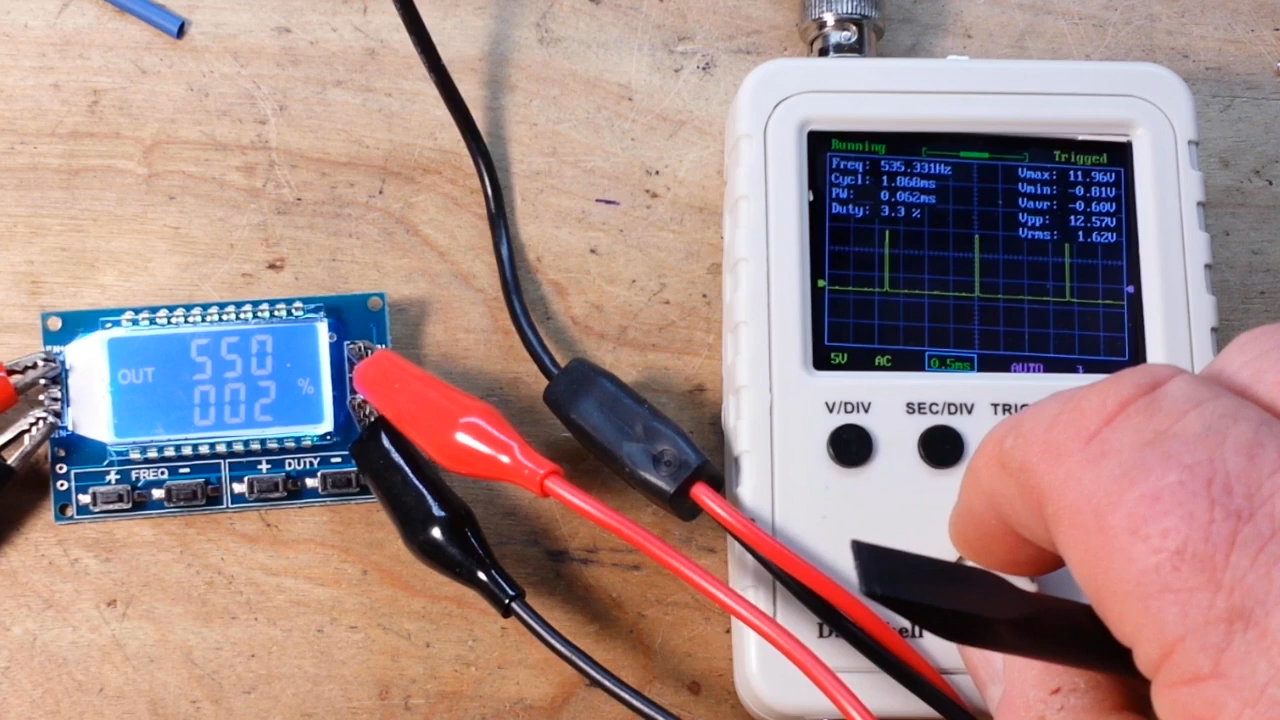 Running
Trigged
Freq: 535.331Hz
Cycl: 1.868ms
PW: 0.062ms
Duty: 3.3 %
Vmax: 11.96V
Vmin: -0.81V
Vavr: -0.60V
Vpp: 12.57V
Vrms: 1.62V
5V AC 0.5ms AUTO
V/DIV SEC/DIV
OUT 550
002 %
+ FREQ - + DUTY -